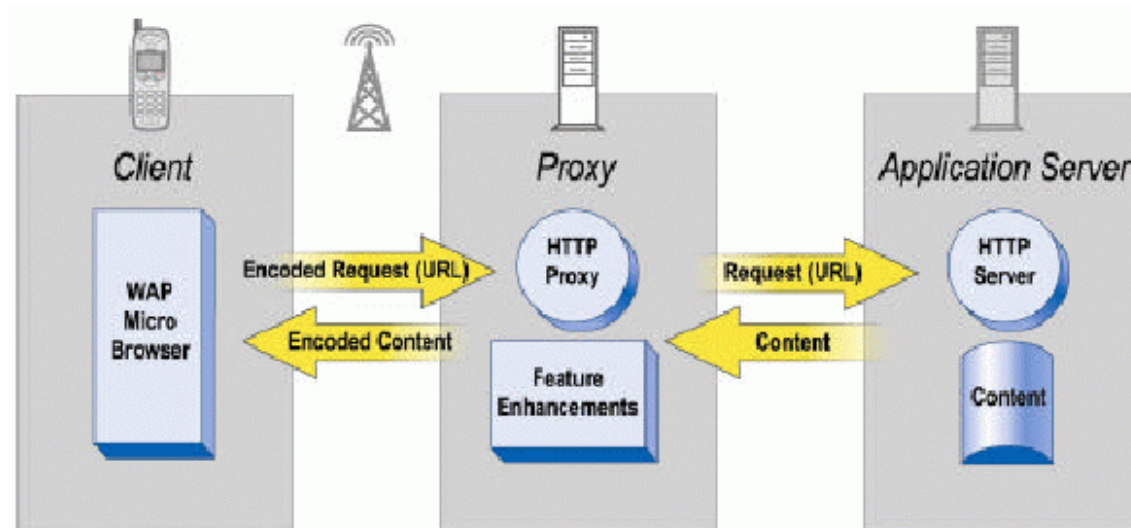 Client
Proxy
Application Server
WAP
Micro
Browser
Encoded Request (URL)
Encoded Content
HTTP
Proxy
Feature
Enhancements
Request (URL)
Content
HTTP
Server
Content